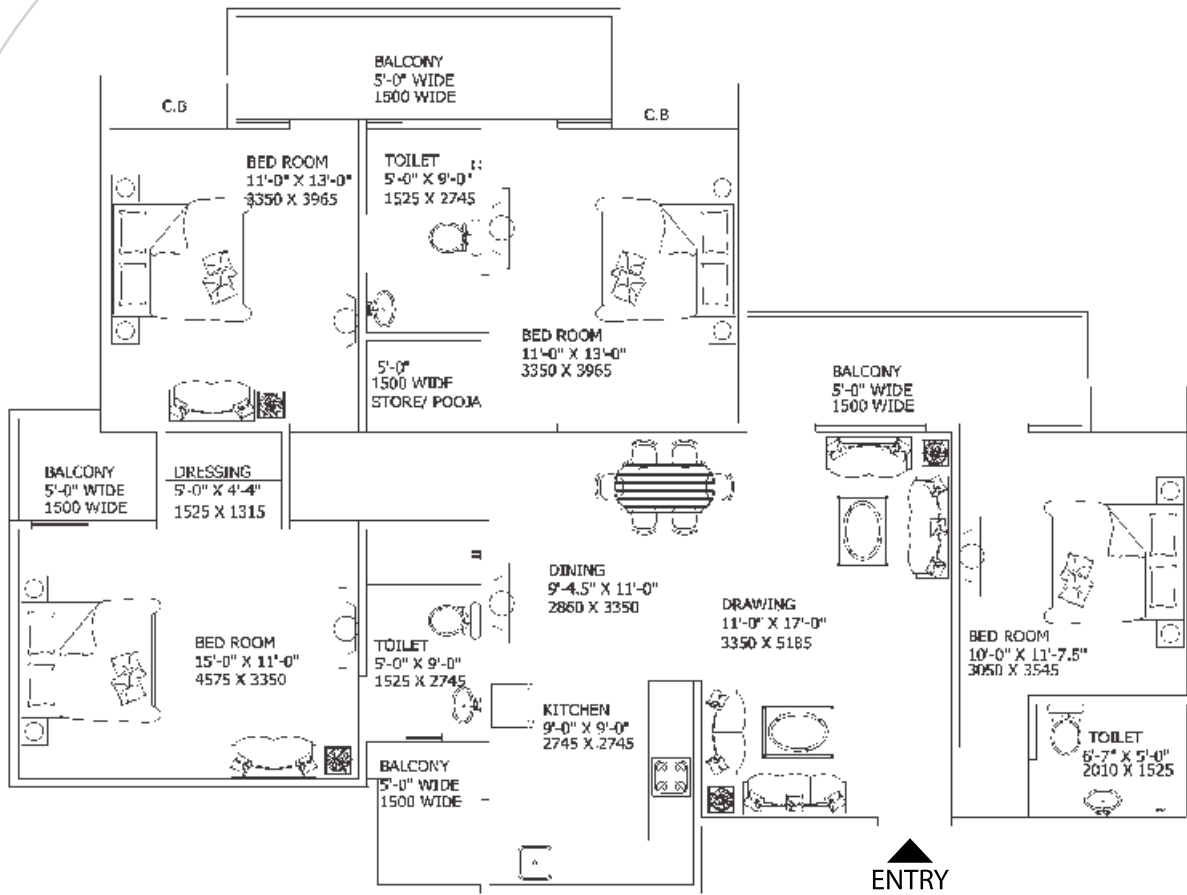 BALCONY
5'-0" WIDE
1500 WIDE
C.B
C.B
BED ROOM
11'-0" X 13'-0"
3350 X 3965
TOILET
5'-0" X 9'-0"
1525 X 2745
BED ROOM
11'-0" X 13'-0"
3350 X 3965
5'-0"
1500 WIDE
STORE/ POOJA
BALCONY
5'-0" WIDE
1500 WIDE
BALCONY
5'-0" WIDE
1500 WIDE
DRESSING
5'-0" X 4'-4"
1525 X 1315
DINING
9'-4.5" X 11'-0"
2860 X 3350
DRAWING
11'-0" X 17'-0"
3350 X 5185
BED ROOM
15'-0" X 11'-0"
4575 X 3350
TOILET
5'-0" X 9'-0"
1525 X 2745
BED ROOM
10'-0" X 11'-7.5"
3050 X 3545
KITCHEN
9'-0" X 9'-0"
2745 X 2745
TOILET
6'-7" X 5'-0"
2010 X 1525
BALCONY
5'-0" WIDE
1500 WIDE
ENTRY